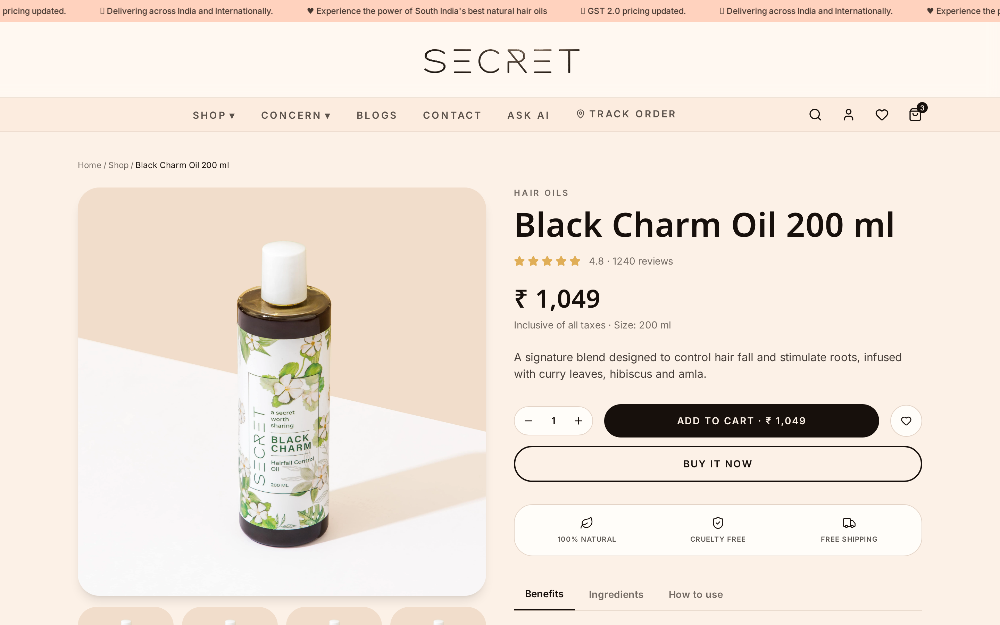 pricing updated.
Delivering across India and Internationally.
♥ Experience the power of South India's best natural hair oils
GST 2.0 pricing updated.
Delivering across India and Internationally.
♥ Experience the
SECRET
SHOP ▾
CONCERN ▾
BLOGS
CONTACT
ASK AI
TRACK ORDER
3
Home / Shop / Black Charm Oil 200 ml
HAIR OILS
Black Charm Oil 200 ml
4.8 · 1240 reviews
₹ 1,049
Inclusive of all taxes · Size: 200 ml
A signature blend designed to control hair fall and stimulate roots, infused
with curry leaves, hibiscus and amla.
1
ADD TO CART · ₹ 1,049
BUY IT NOW
100% NATURAL
CRUELTY FREE
FREE SHIPPING
Benefits
Ingredients
How to use
SECRET
a secret
worth
sharing
BLACK
CHARM
Hairfall Control
Oil
200 ML